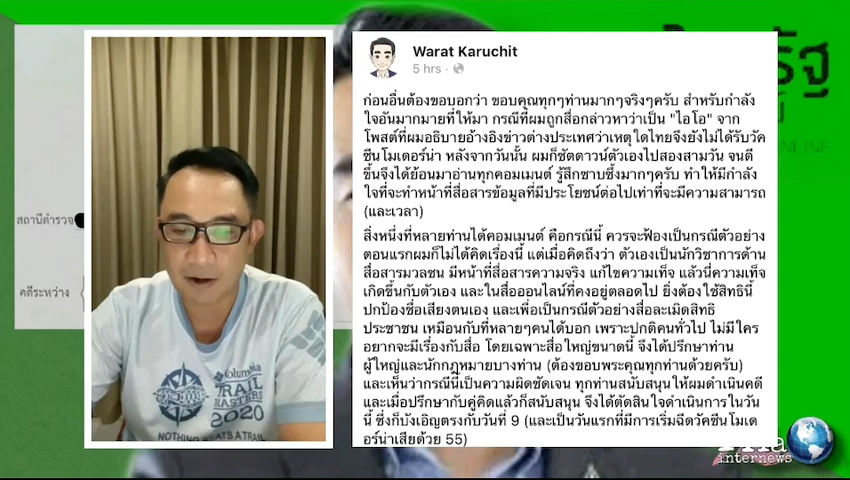 Warat Karuchit
5 hrs ·
ก่อนอื่นต้องขอบอกว่า ขอบคุณทุกๆท่านมากๆจริงๆครับ สำหรับกำลัง
ใจอันมากมายที่ให้มา กรณีที่ผมถูกสื่อกล่าวหาว่าเป็น "ไอโอ" จาก
โพสต์ที่ผมอธิบายอ้างอิงข่าวต่างประเทศว่าเหตุใดไทยจึงยังไม่ได้รับวัค
ซีนโมเดอร์น่า หลังจากวันนั้น ผมก็ชัตดาวน์ตัวเองไปสองสามวัน จนดี
ขึ้นจึงได้ย้อนมาอ่านทุกคอมเมนต์ รู้สึกซาบซึ้งมากๆครับ ทำให้มีกำลัง
ใจที่จะทำหน้าที่สื่อสารข้อมูลที่มีประโยชน์ต่อไปเท่าที่จะมีความสามารถ
(และเวลา)
สิ่งหนึ่งที่หลายท่านได้คอมเมนต์ คือกรณีนี้ ควรจะฟ้องเป็นกรณีตัวอย่าง
ตอนแรกผมก็ไม่ได้คิดเรื่องนี้ แต่เมื่อคิดถึงว่า ตัวเองเป็นนักวิชาการด้าน
สื่อสารมวลชน มีหน้าที่สื่อสารความจริง แก้ไขความเท็จ แล้วนี่ความเท็จ
เกิดขึ้นกับตัวเอง และในสื่อออนไลน์ที่คงอยู่ตลอดไป ยิ่งต้องใช้สิทธินี้
ปกป้องชื่อเสียงตนเอง และเพื่อเป็นกรณีตัวอย่างสื่อละเมิดสิทธิ
ประชาชน เหมือนกับที่หลายๆคนได้บอก เพราะปกติคนทั่วไป ไม่มีใคร
อยากจะมีเรื่องกับสื่อ โดยเฉพาะสื่อใหญ่ขนาดนี้ จึงได้ปรึกษาท่าน
ผู้ใหญ่และนักกฎหมายบางท่าน (ต้องขอบพระคุณทุกท่านด้วยครับ)
และเห็นว่ากรณีนี้เป็นความผิดชัดเจน ทุกท่านสนับสนุนให้ผมดำเนินคดี
และเมื่อปรึกษากับคู่คิดแล้วก็สนับสนุน จึงได้ตัดสินใจดำเนินการในวัน
นี้ ซึ่งก็บังเอิญตรงกับวันที่ 9 (และเป็นวันแรกที่มีการเริ่มฉีดวัคซีนโมเด
อร์น่าเสียด้วย 55)
สถานีตำรวจ
คดีระหว่าง
Columbia
TRAIL
MASTERS
2020
NOTHING BEATS A TRAIL
internews